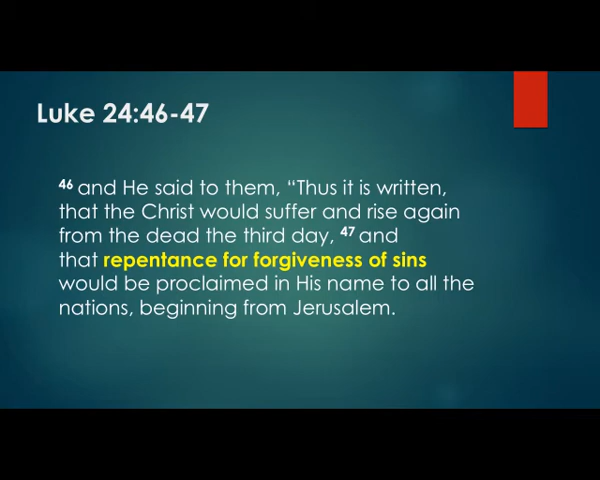 Luke 24:46-47
46 and He said to them, “Thus it is written,
that the Christ would suffer and rise again
from the dead the third day, 47 and
that repentance for forgiveness of sins
would be proclaimed in His name to all the
nations, beginning from Jerusalem.